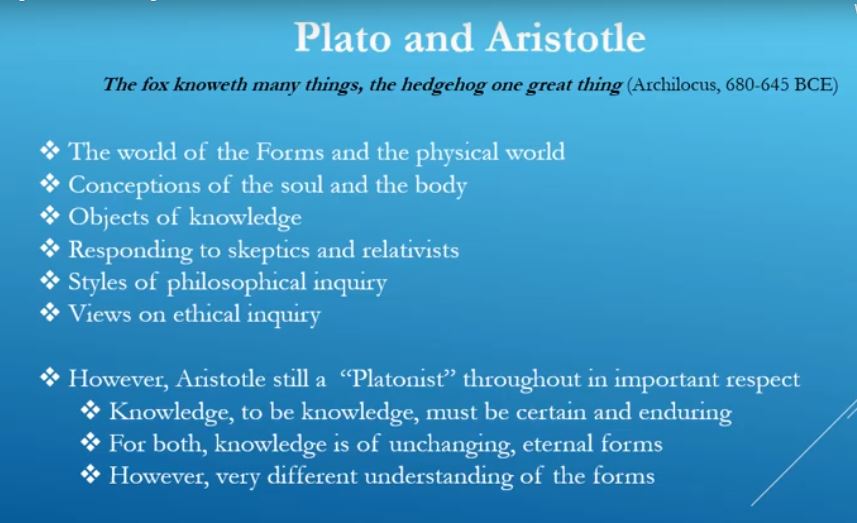 Plato and Aristotle
The fox knoweth many things, the hedgehog one great thing (Archilocus, 680-645 BCE)
❖ The world of the Forms and the physical world
❖ Conceptions of the soul and the body
❖ Objects of knowledge
❖ Responding to skeptics and relativists
❖ Styles of philosophical inquiry
❖ Views on ethical inquiry
❖ However, Aristotle still a “Platonist” throughout in important respect
❖ Knowledge, to be knowledge, must be certain and enduring
❖ For both, knowledge is of unchanging, eternal forms
❖ However, very different understanding of the forms